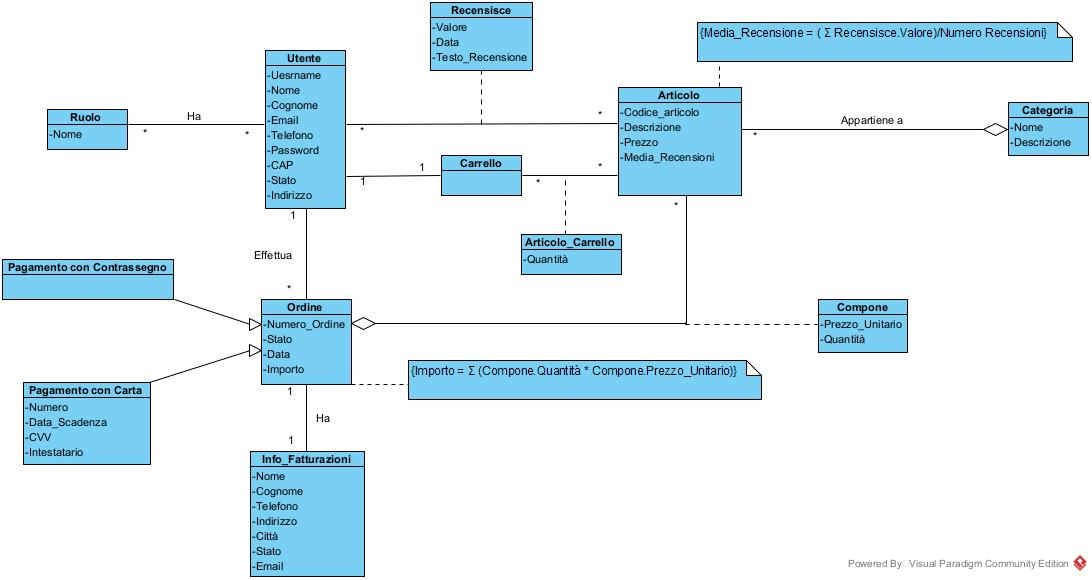 Recensisce
-Valore
-Data
-Testo_Recensione
{Media_Recensione = ( Σ Recensisce.Valore)/Numero Recensioni}
Utente
-Uesrname
-Nome
-Cognome
-Email
-Telefono
-Password
-CAP
-Stato
-Indirizzo
Ruolo
-Nome
Ha
*
*
*
*
Articolo
-Codice_articolo
-Descrizione
-Prezzo
-Media_Recensioni
Appartiene a
*
Categoria
-Nome
-Descrizione
1
1
Carrello
*
*
*
Articolo_Carrello
-Quantità
1
Effettua
*
Pagamento con Contrassegno
Ordine
-Numero_Ordine
-Stato
-Data
-Importo
Compone
-Prezzo_Unitario
-Quantità
{Importo = Σ (Compone.Quantità * Compone.Prezzo_Unitario)}
Pagamento con Carta
-Numero
-Data_Scadenza
-CVV
-Intestatario
1
Ha
1
Info_Fatturazioni
-Nome
-Cognome
-Telefono
-Indirizzo
-Città
-Stato
-Email
Powered By Visual Paradigm Community Edition